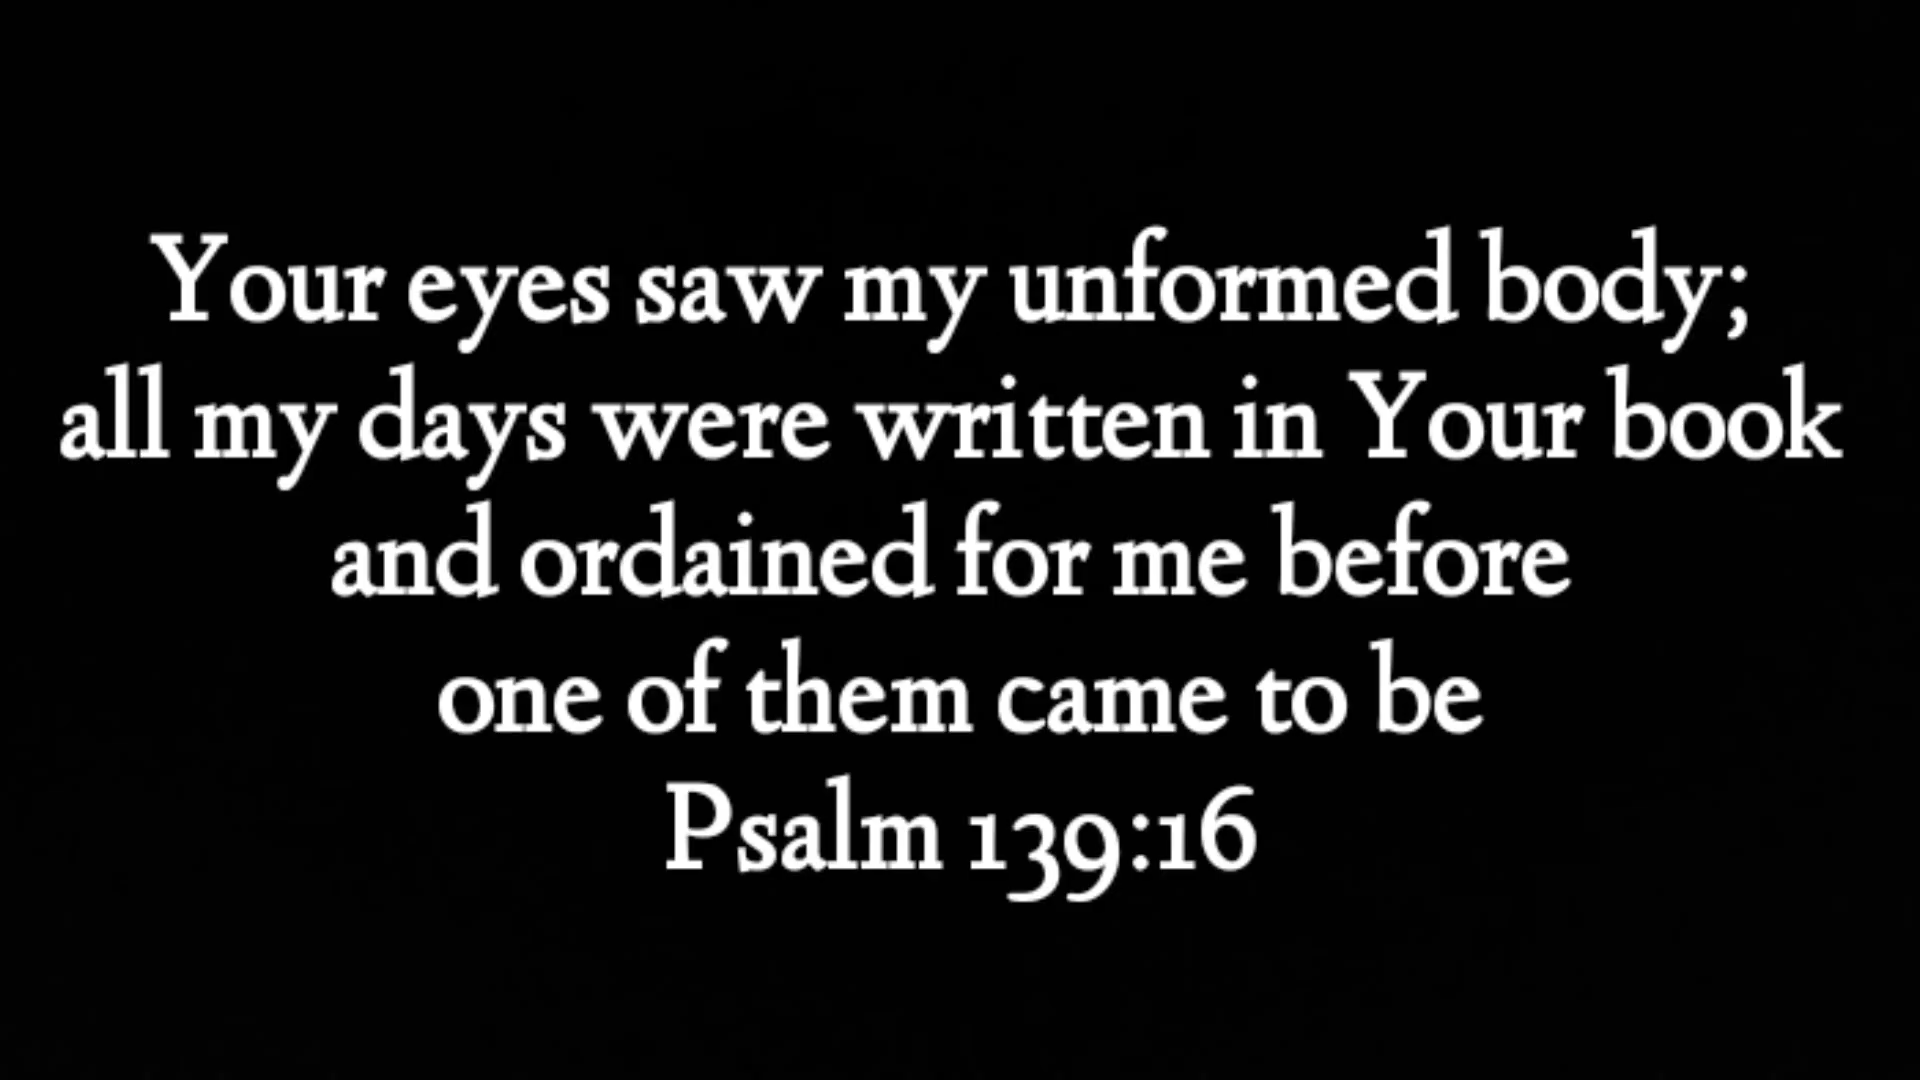 Your eyes saw my unformed body;
all my days were written in Your book
and ordained for me before
one of them came to be
Psalm 139:16